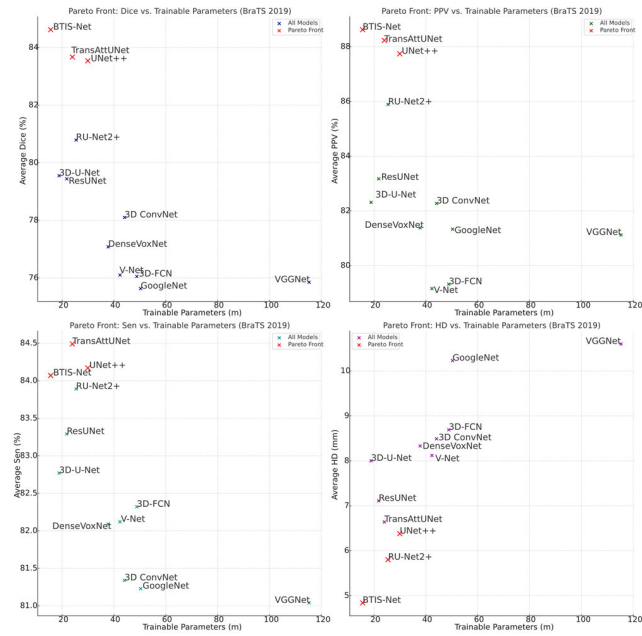 Pareto Front: Dice vs. Trainable Parameters (BraTS 2019)
All Models
Pareto Front
BTIS-Net
TransAttUNet
UNet++
RU-Net2+
3D-U-Net
ResUNet
3D ConvNet
DenseVoxNet
V-Net
3D-FCN
GoogleNet
VGGNet
84
82
80
78
76
Average Dice (%)
20 40 60 80 100 120
Trainable Parameters (m)
Pareto Front: PPV vs. Trainable Parameters (BraTS 2019)
All Models
Pareto Front
BTIS-Net
TransAttUNet
UNet++
RU-Net2+
ResUNet
3D-U-Net
3D ConvNet
DenseVoxNet
GoogleNet
VGGNet
3D-FCN
V-Net
88
86
84
82
80
Average PPV (%)
20 40 60 80 100 120
Trainable Parameters (m)
Pareto Front: Sen vs. Trainable Parameters (BraTS 2019)
All Models
Pareto Front
TransAttUNet
UNet++
BTIS-Net
RU-Net2+
ResUNet
3D-U-Net
3D-FCN
V-Net
DenseVoxNet
3D ConvNet
GoogleNet
VGGNet
84.5
84.0
83.5
83.0
82.5
82.0
81.5
81.0
Average Sen (%)
20 40 60 80 100 120
Trainable Parameters (m)
Pareto Front: HD vs. Trainable Parameters (BraTS 2019)
All Models
Pareto Front
VGGNet
GoogleNet
3D-FCN
3D ConvNet
DenseVoxNet
V-Net
3D-U-Net
ResUNet
TransAttUNet
UNet++
RU-Net2+
BTIS-Net
10
9
8
7
6
5
Average HD (mm)
20 40 60 80 100 120
Trainable Parameters (m)